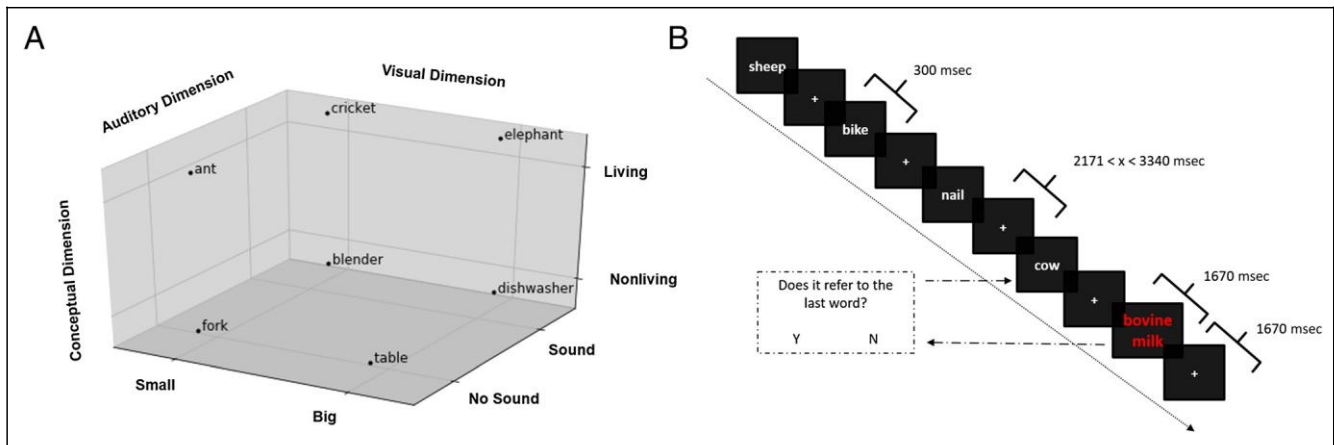 A
Auditory Dimension
Visual Dimension
Conceptual Dimension
cricket
elephant
ant
Living
blender
Nonliving
dishwasher
fork
table
Sound
Small
No Sound
Big
B
sheep
+
300 msec
bike
+
2171 < x < 3340 msec
nail
+
cow
Does it refer to the
last word?
Y N
+
1670 msec
bovine
milk
1670 msec
+